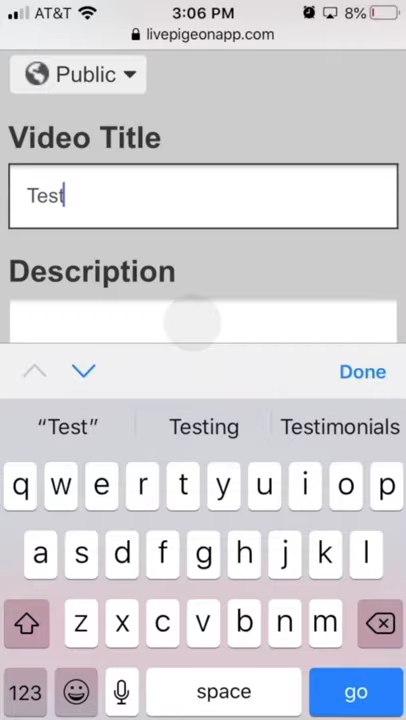 AT&T 3:06 PM 8%
livepigeonapp.com
Public
Video Title
Test
Description
Done
“Test” Testing Testimonials
q w e r t y u i o p
a s d f g h j k l
z x c v b n m
123 space go